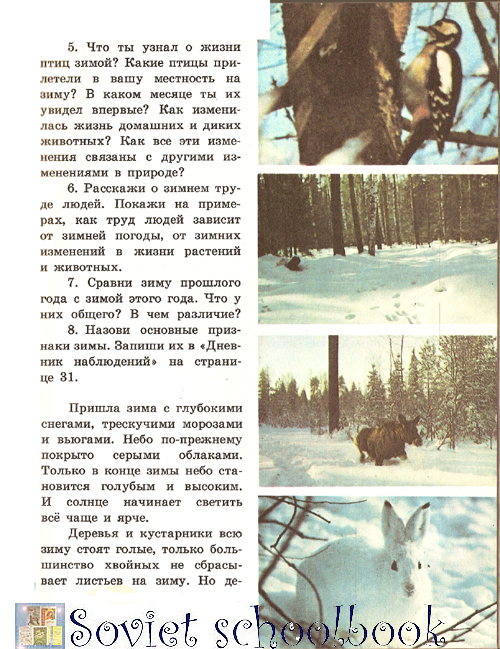 5. Что ты узнал о жизни
птиц зимой? Какие птицы при-
летели в вашу местность на
зиму? В каком месяце ты их
увидел впервые? Как измени-
лась жизнь домашних и диких
животных? Как все эти изме-
нения связаны с другими из-
менениями в природе?
6. Расскажи о зимнем тру-
де людей. Покажи на приме-
рах, как труд людей зависит
от зимней погоды, от зимних
изменений в жизни растений
и животных.
7. Сравни зиму прошлого
года с зимой этого года. Что у
них общего? В чем различие?
8. Назови основные приз-
наки зимы. Запиши их в «Днев-
ник наблюдений» на страни-
це 31.
Пришла зима с глубокими
снегами, трескучими морозами
и вьюгами. Небо по-прежнему
покрыто серыми облаками.
Только в конце зимы небо ста-
новится голубым и высоким.
И солнце начинает светить
всё чаще и ярче.
Деревья и кустарники всю
зиму стоят голые, только боль-
шинство хвойных не сбрасы-
вает листьев на зиму. Но де-
Soviet schoolbook